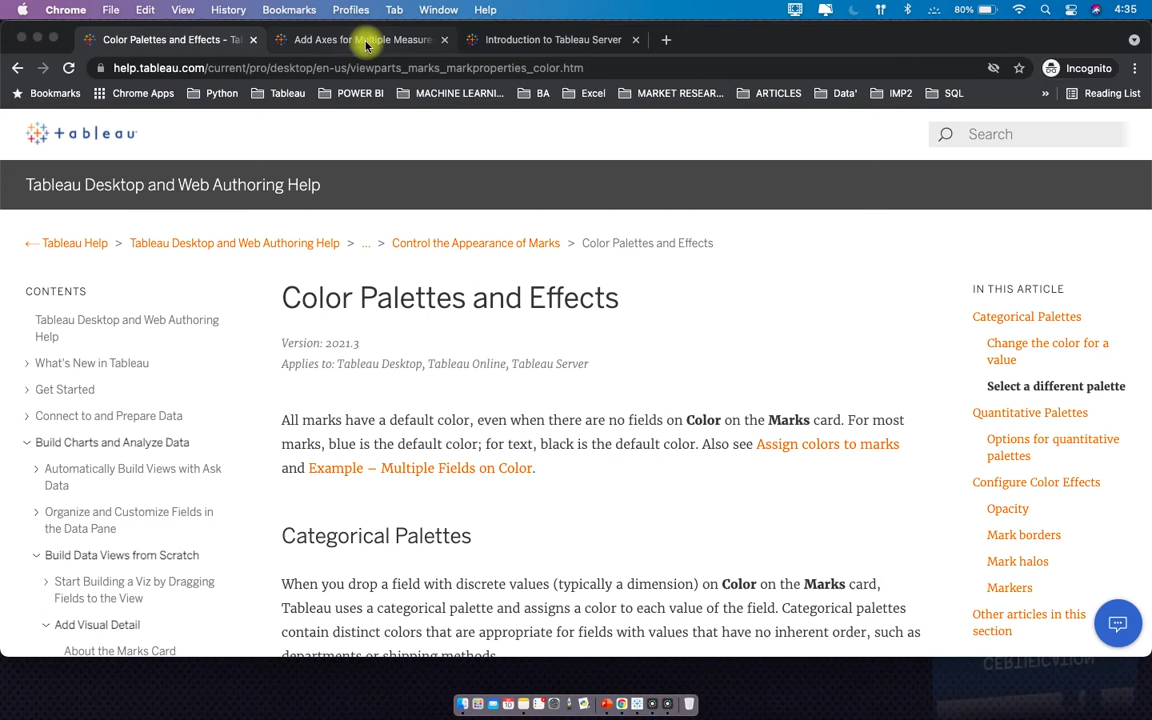 Chrome File Edit View History Bookmarks Profiles Tab Window Help 80% 4:35
Color Palettes and Effects - Tal Add Axes for Multiple Measure Introduction to Tableau Server
help.tableau.com/current/pro/desktop/en-us/viewparts_marks_markproperties_color.htm Incognito
Bookmarks Chrome Apps Python Tableau POWER BI MACHINE LEARNI... BA Excel MARKET RESEAR... ARTICLES Data' IMP2 SQL » Reading List
+ableau Search
Tableau Desktop and Web Authoring Help
Tableau Help > Tableau Desktop and Web Authoring Help > ... > Control the Appearance of Marks > Color Palettes and Effects
CONTENTS
Tableau Desktop and Web Authoring
Help
What's New in Tableau
Get Started
Connect to and Prepare Data
Build Charts and Analyze Data
Automatically Build Views with Ask
Data
Organize and Customize Fields in
the Data Pane
Build Data Views from Scratch
Start Building a Viz by Dragging
Fields to the View
Add Visual Detail
About the Marks Card
Color Palettes and Effects
Version: 2021.3
Applies to: Tableau Desktop, Tableau Online, Tableau Server
All marks have a default color, even when there are no fields on Color on the Marks card. For most
marks, blue is the default color; for text, black is the default color. Also see Assign colors to marks
and Example – Multiple Fields on Color.
Categorical Palettes
When you drop a field with discrete values (typically a dimension) on Color on the Marks card,
Tableau uses a categorical palette and assigns a color to each value of the field. Categorical palettes
contain distinct colors that are appropriate for fields with values that have no inherent order, such as
departments or shipping methods.
IN THIS ARTICLE
Categorical Palettes
Change the color for a
value
Select a different palette
Quantitative Palettes
Options for quantitative
palettes
Configure Color Effects
Opacity
Mark borders
Mark halos
Markers
Other articles in this
section
CERTIFICATION